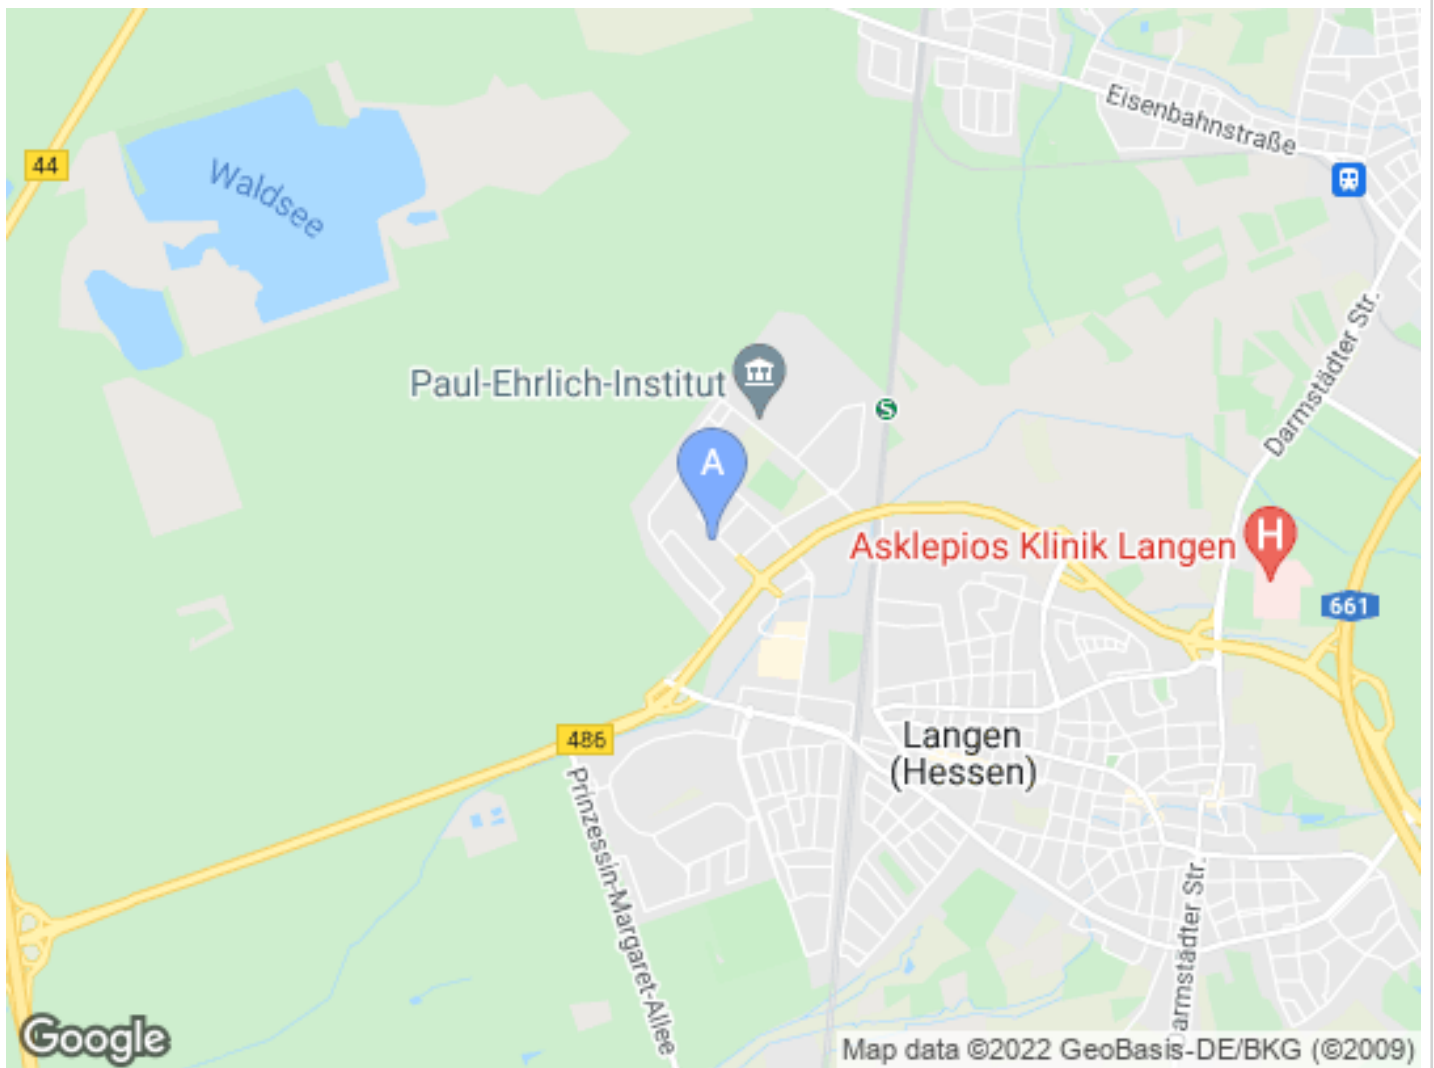 Eisenbahnstraße
44
Waldsee
Darmstädter Str.
Paul-Ehrlich-Institut
S
A
Asklepios Klinik Langen
H
661
486
Langen
(Hessen)
Prinzessin-Margaret-Allee
Darmstädter Str.
Google
Map data ©2022 GeoBasis-DE/BKG (©2009)